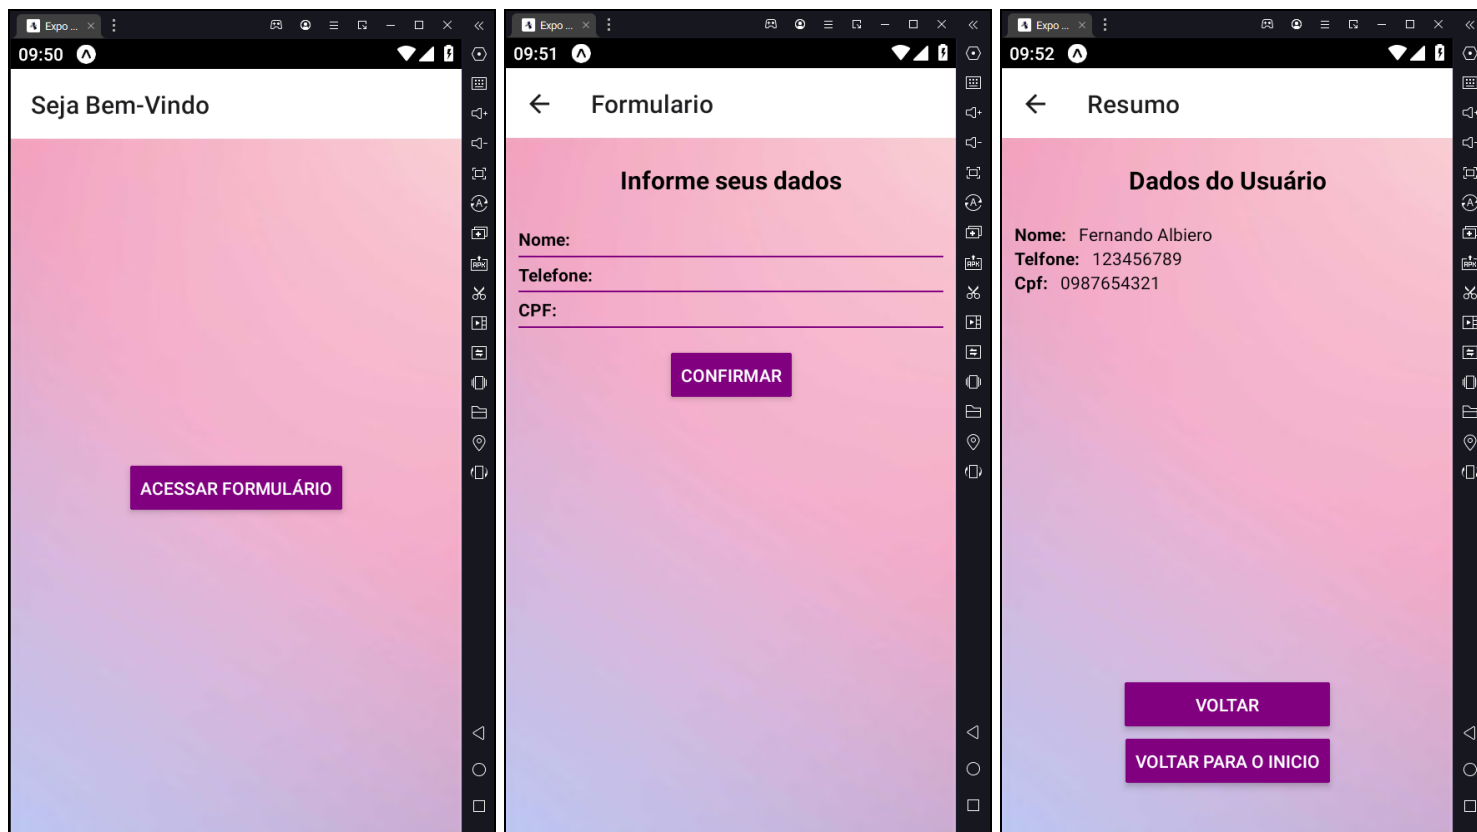 Expo ...
09:50
Seja Bem-Vindo
ACESSAR FORMULÁRIO
Expo ...
09:51
Formulario
Informe seus dados
Nome:
Telefone:
CPF:
CONFIRMAR
Expo ...
09:52
Resumo
Dados do Usuário
Nome: Fernando Albiero
Telfone: 123456789
Cpf: 0987654321
VOLTAR
VOLTAR PARA O INICIO